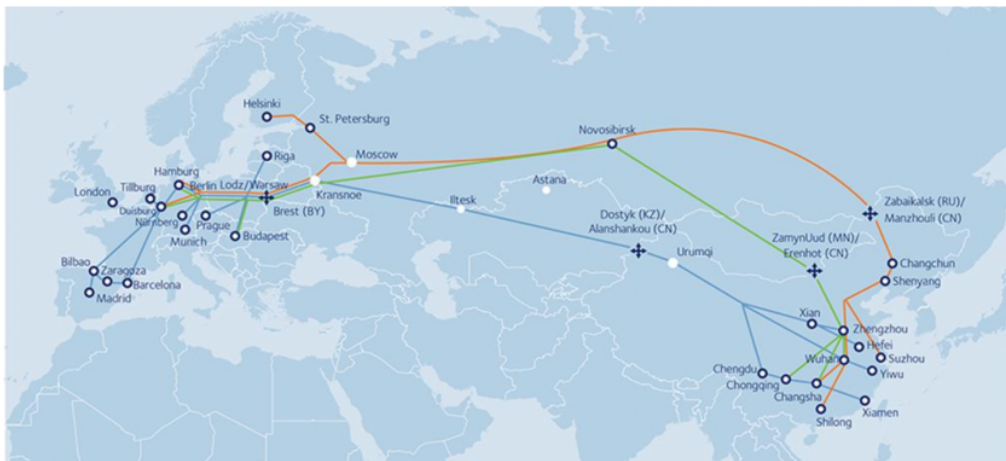 Helsinki
St. Petersburg
Novosibirsk
Riga
Moscow
Hamburg
Berlin
Lodz/Warsaw
Tillburg
London
Kransnoe
Astana
Duisburg
Iltesk
Zabaikalsk (RU)/
Manzhouli (CN)
Brest (BY)
Nürnberg
Prague
Dostyk (KZ)/
Alanshankou (CN)
Munich
Budapest
ZamynUud (MN)/
Erenhot (CN)
Urumqi
Bilbao
Zaragoza
Changchun
Barcelona
Shenyang
Madrid
Xian
Zhengzhou
Hefei
Wuhan
Suzhou
Chengdu
Yiwu
Chongqing
Changsha
Xiamen
Shilong